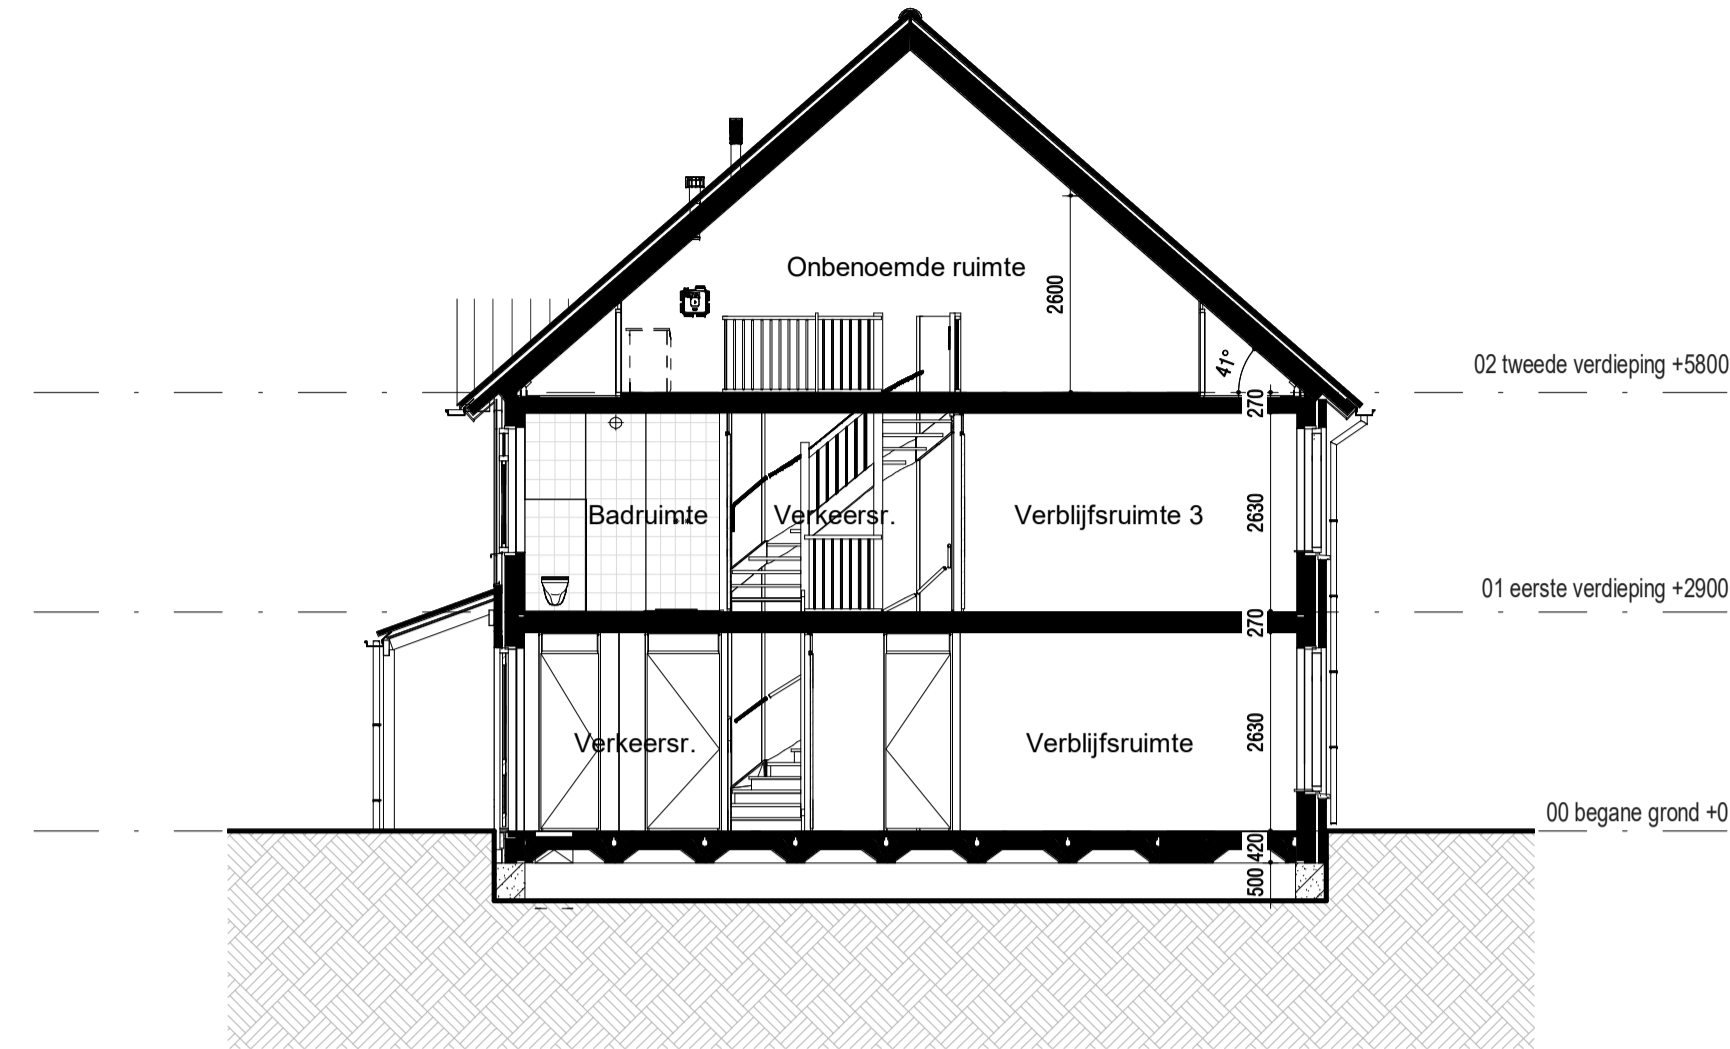 Onbenoemde ruimte
2600
41°
02 tweede verdieping +5800
270
Badruimte
Verkeersr.
Verblijfsruimte 3
2630
01 eerste verdieping +2900
270
Verkeersr.
Verblijfsruimte
2630
00 begane grond +0
420
500